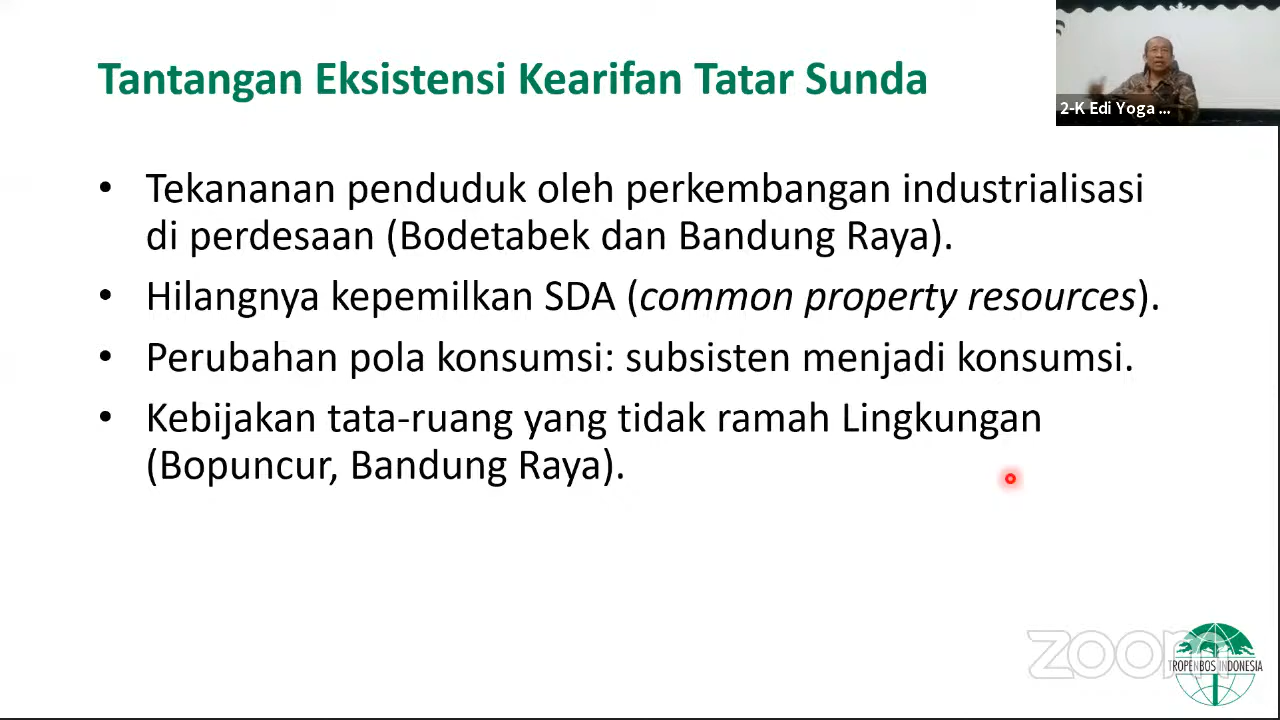 Tantangan Eksistensi Kearifan Tatar Sunda
2-K Edi Yoga ...
• Tekananan penduduk oleh perkembangan industrialisasi
di perdesaan (Bodetabek dan Bandung Raya).
• Hilangnya kepemilkan SDA (common property resources).
• Perubahan pola konsumsi: subsisten menjadi konsumsi.
• Kebijakan tata-ruang yang tidak ramah Lingkungan
(Bopuncur, Bandung Raya).
zoom
TROPENBOS INDONESIA